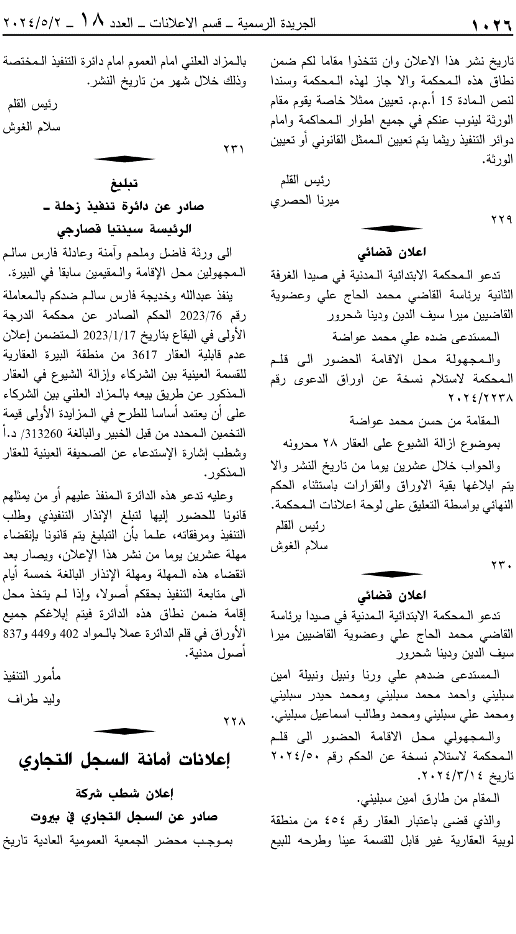 ١٠٢٦
الجريدة الرسمية ــ قسم الاعلانات ــ العدد ١٨ ــ ٢٠٢٤/٥/٢
تاريخ نشر هذا الاعلان وان تتخذوا مقاما لكم ضمن
نطاق هذه المحكمة والا جاز لهذه المحكمة وسندا
لنص المادة 15 أ.م.م. تعيين ممثلا خاصة يقوم مقام
الورثة لينوب عنكم في جميع اطوار المحاكمة وامام
دوائر التنفيذ ريثما يتم تعيين الممثل القانوني أو تعيين
الورثة.
رئيس القلم
ميرنا الحصري
٢٢٩
اعلان قضائي
تدعو المحكمة الابتدائية المدنية في صيدا الغرفة
الثانية برئاسة القاضي محمد الحاج علي وعضوية
القاضيين ميرا سيف الدين ودينا شحرور
المستدعى ضده علي محمد عواضة
والمجهولة محل الاقامة الحضور الى قلم
المحكمة لاستلام نسخة عن اوراق الدعوى رقم
٢٠٢٤/٢٢٣٨
المقامة من حسن محمد عواضة
بموضوع ازالة الشيوع على العقار ٢٨ محرونه
والجواب خلال عشرين يوما من تاريخ النشر والا
يتم ابلاغها بقية الاوراق والقرارات باستثناء الحكم
النهائي بواسطة التعليق على لوحة اعلانات المحكمة.
رئيس القلم
سلام الغوش
٢٣٠
اعلان قضائي
تدعو المحكمة الابتدائية المدنية في صيدا برئاسة
القاضي محمد الحاج علي وعضوية القاضيين ميرا
سيف الدين ودينا شحرور
المستدعى ضدهم علي ورنا ونبيل ونبيلة امين
سبليني واحمد محمد سبليني ومحمد حيدر سبليني
ومحمد علي سبليني ومحمد وطالب اسماعيل سبليني.
والمجهولي محل الاقامة الحضور الى قلم
المحكمة لاستلام نسخة عن الحكم رقم ٢٠٢٤/٥٠
تاريخ ٢٠٢٤/٣/١٤.
المقام من طارق امين سبليني.
والذي قضى باعتبار العقار رقم ٤٥٤ من منطقة
لوبية العقارية غير قابل للقسمة عينا وطرحه للبيع
بالمزاد العلني امام العموم امام دائرة التنفيذ المختصة
وذلك خلال شهر من تاريخ النشر.
رئيس القلم
سلام الغوش
٢٣١
تبليغ
صادر عن دائرة تنفيذ زحلة ــ
الرئيسة سينتيا قصارجي
الى ورثة فاضل وملحم وآمنة وعادلة فارس سالم
المجهولين محل الإقامة والمقيمين سابقا في البيرة.
ينفذ عبدالله وخديجة فارس سالم ضدكم بالمعاملة
رقم 2023/76 الحكم الصادر عن محكمة الدرجة
الأولى في البقاع بتاريخ 2023/1/17 المتضمن إعلان
عدم قابلية العقار 3617 من منطقة البيرة العقارية
للقسمة العينية بين الشركاء وإزالة الشيوع في العقار
المذكور عن طريق بيعه بالمزاد العلني بين الشركاء
على أن يعتمد أساسا للطرح في المزايدة الأولى قيمة
التخمين المحدد من قبل الخبير والبالغة 313260/ د.أ
وشطب إشارة الإستدعاء عن الصحيفة العينية للعقار
المذكور.
وعليه تدعو هذه الدائرة المنفذ عليهم أو من يمثلهم
قانونا للحضور إليها لتبلغ الإنذار التنفيذي وطلب
التنفيذ ومرفقاته، علما بأن التبليغ يتم قانونا بإنقضاء
مهلة عشرين يوما من نشر هذا الإعلان، ويصار بعد
انقضاء هذه المهلة ومهلة الإنذار البالغة خمسة أيام
الى متابعة التنفيذ بحقكم أصولا، وإذا لم يتخذ محل
إقامة ضمن نطاق هذه الدائرة فيتم إبلاغكم جميع
الأوراق في قلم الدائرة عملا بالمواد 402 و449 و837
أصول مدنية.
مأمور التنفيذ
وليد طراف
٢٢٨
إعلانات أمانة السجل التجاري
إعلان شطب شركة
صادر عن السجل التجاري في بيروت
بموجب محضر الجمعية العمومية العادية تاريخ